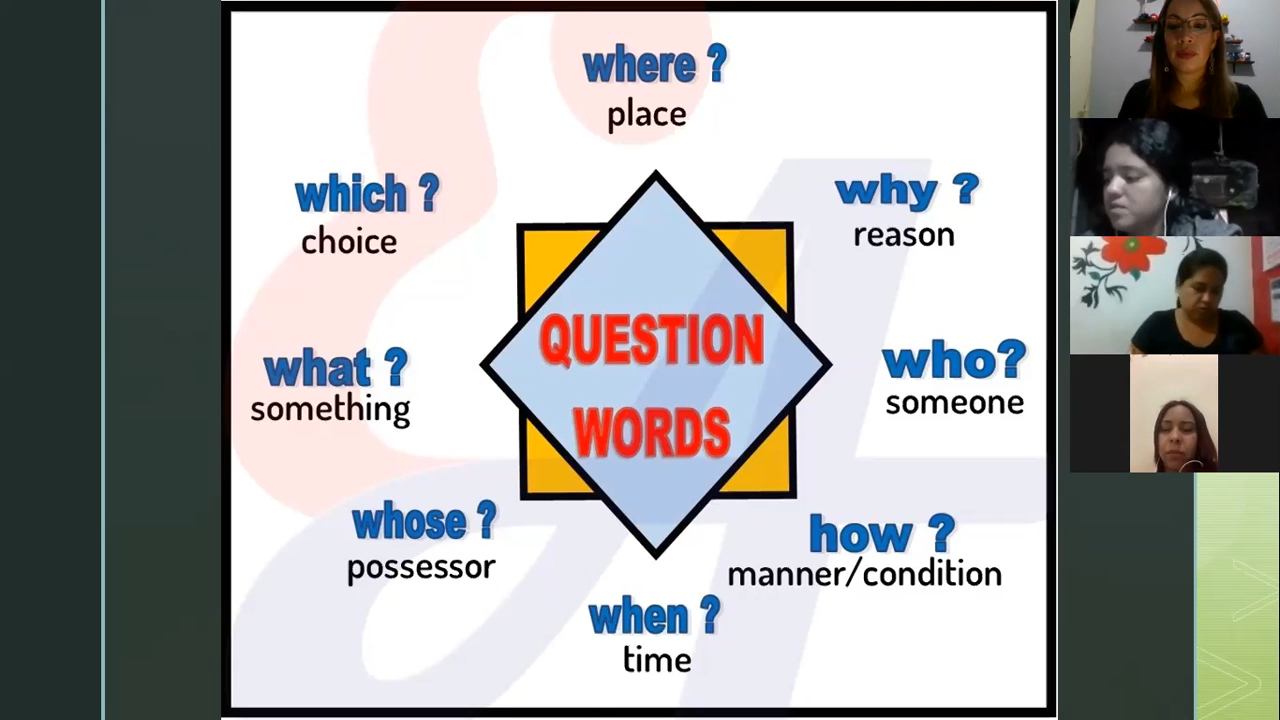 where ?
place
which ?
choice
why ?
reason
QUESTION
WORDS
what ?
something
who?
someone
whose ?
possessor
how ?
manner/condition
when ?
time